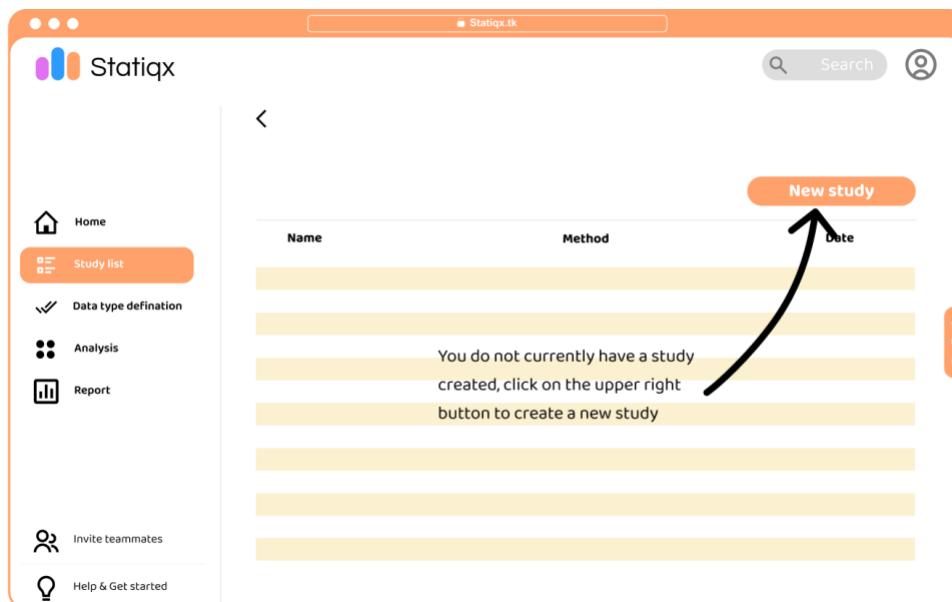 Statiqx.tk
Statiqx
Search
New study
Home
Study list
Data type defination
Analysis
Report
Invite teammates
Help & Get started
Name Method Date
You do not currently have a study
created, click on the upper right
button to create a new study